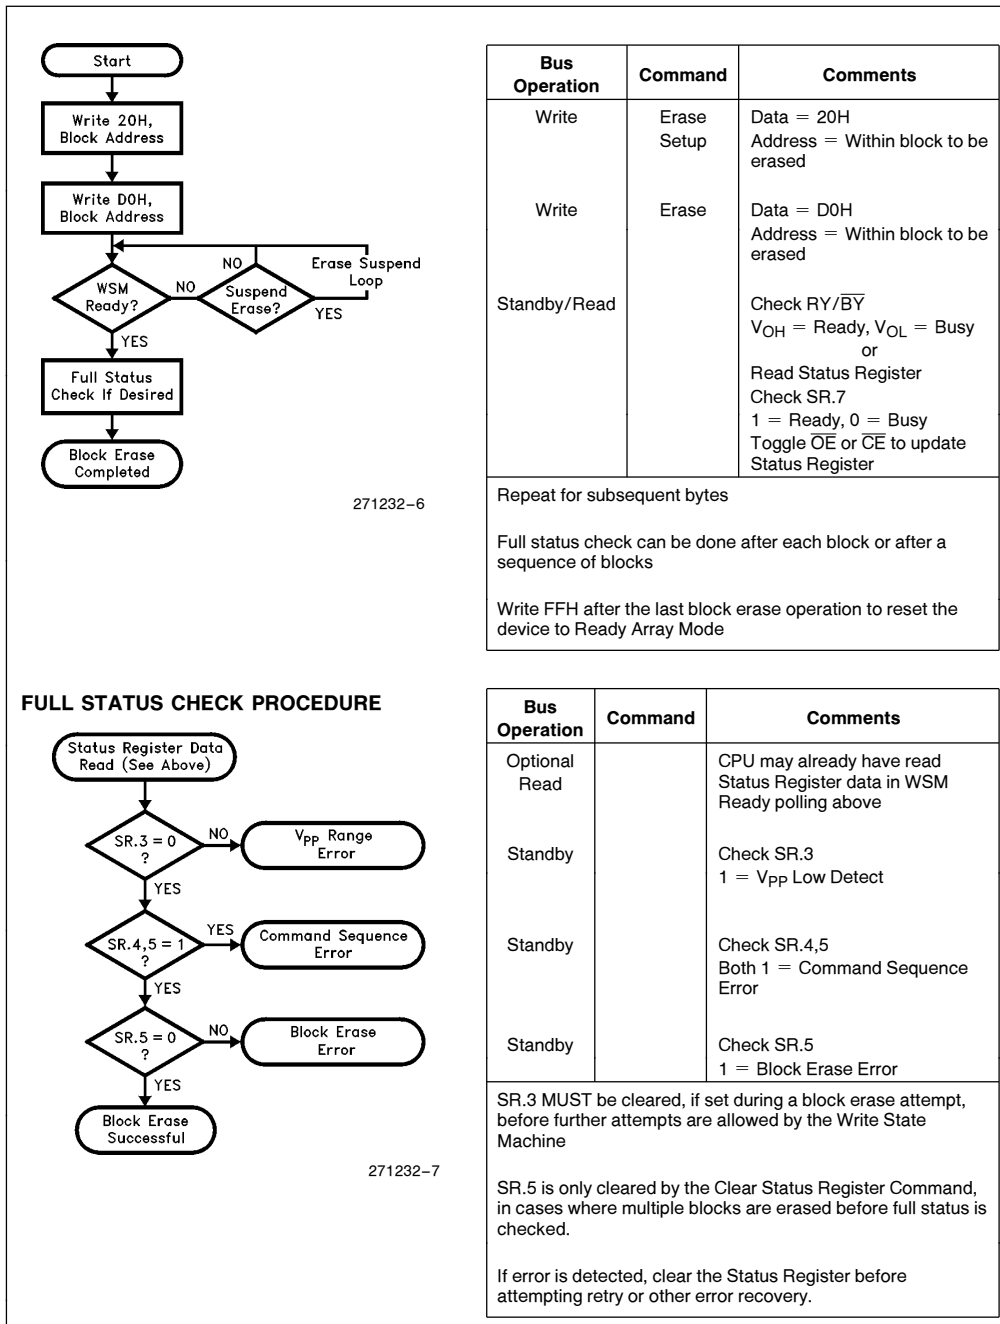 Start
Write 20H,
Block Address
Write D0H,
Block Address
WSM
Ready?
NO
Suspend
Erase?
NO
YES
Erase Suspend
Loop
YES
Full Status
Check If Desired
Block Erase
Completed
271232–6
Bus
Operation
Command
Comments
Write
Erase
Setup
Data = 20H
Address = Within block to be
erased
Write
Erase
Data = D0H
Address = Within block to be
erased
Standby/Read
Check RY/B̅Y̅
VOH = Ready, VOL = Busy
or
Read Status Register
Check SR.7
1 = Ready, 0 = Busy
Toggle O̅E̅ or C̅E̅ to update
Status Register
Repeat for subsequent bytes
Full status check can be done after each block or after a
sequence of blocks
Write FFH after the last block erase operation to reset the
device to Ready Array Mode
FULL STATUS CHECK PROCEDURE
Status Register Data
Read (See Above)
SR.3 = 0
?
NO
VPP Range
Error
YES
SR.4,5 = 1
?
YES
Command Sequence
Error
YES
SR.5 = 0
?
NO
Block Erase
Error
YES
Block Erase
Successful
271232–7
Bus
Operation
Command
Comments
Optional
Read
CPU may already have read
Status Register data in WSM
Ready polling above
Standby
Check SR.3
1 = VPP Low Detect
Standby
Check SR.4,5
Both 1 = Command Sequence
Error
Standby
Check SR.5
1 = Block Erase Error
SR.3 MUST be cleared, if set during a block erase attempt,
before further attempts are allowed by the Write State
Machine
SR.5 is only cleared by the Clear Status Register Command,
in cases where multiple blocks are erased before full status is
checked.
If error is detected, clear the Status Register before
attempting retry or other error recovery.